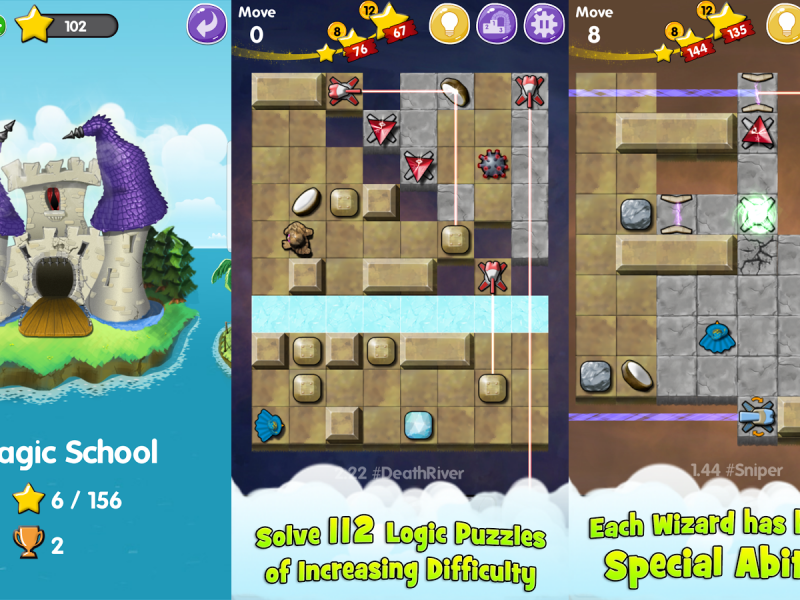 102
agic School
6 / 156
2
Move
0
8
12
76
67
.22 #DeathRiver
Solve 112 Logic Puzzles
of Increasing Difficulty
Move
8
8
12
144
135
1.44 #Sniper
Each Wizard has
Special Abi